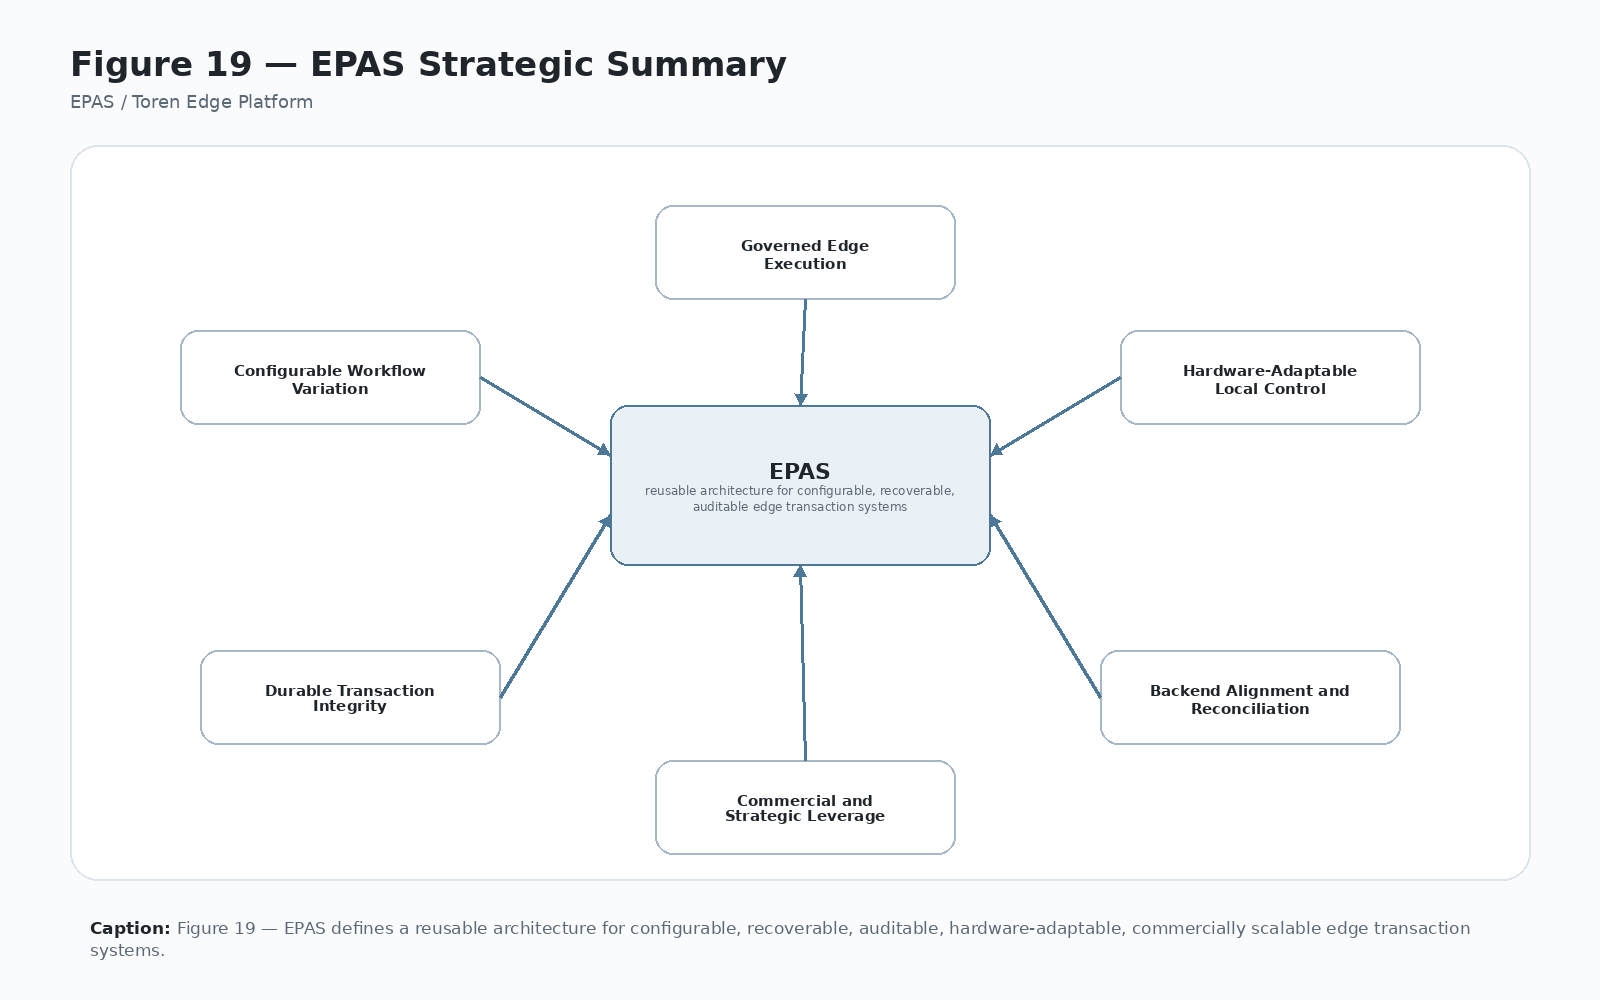 Figure 19 — EPAS Strategic Summary
EPAS / Toren Edge Platform
Governed Edge
Execution
Configurable Workflow
Variation
Hardware-Adaptable
Local Control
EPAS
reusable architecture for configurable, recoverable,
auditable edge transaction systems
Durable Transaction
Integrity
Backend Alignment and
Reconciliation
Commercial and
Strategic Leverage
Caption: Figure 19 — EPAS defines a reusable architecture for configurable, recoverable, auditable, hardware-adaptable, commercially scalable edge transaction
systems.